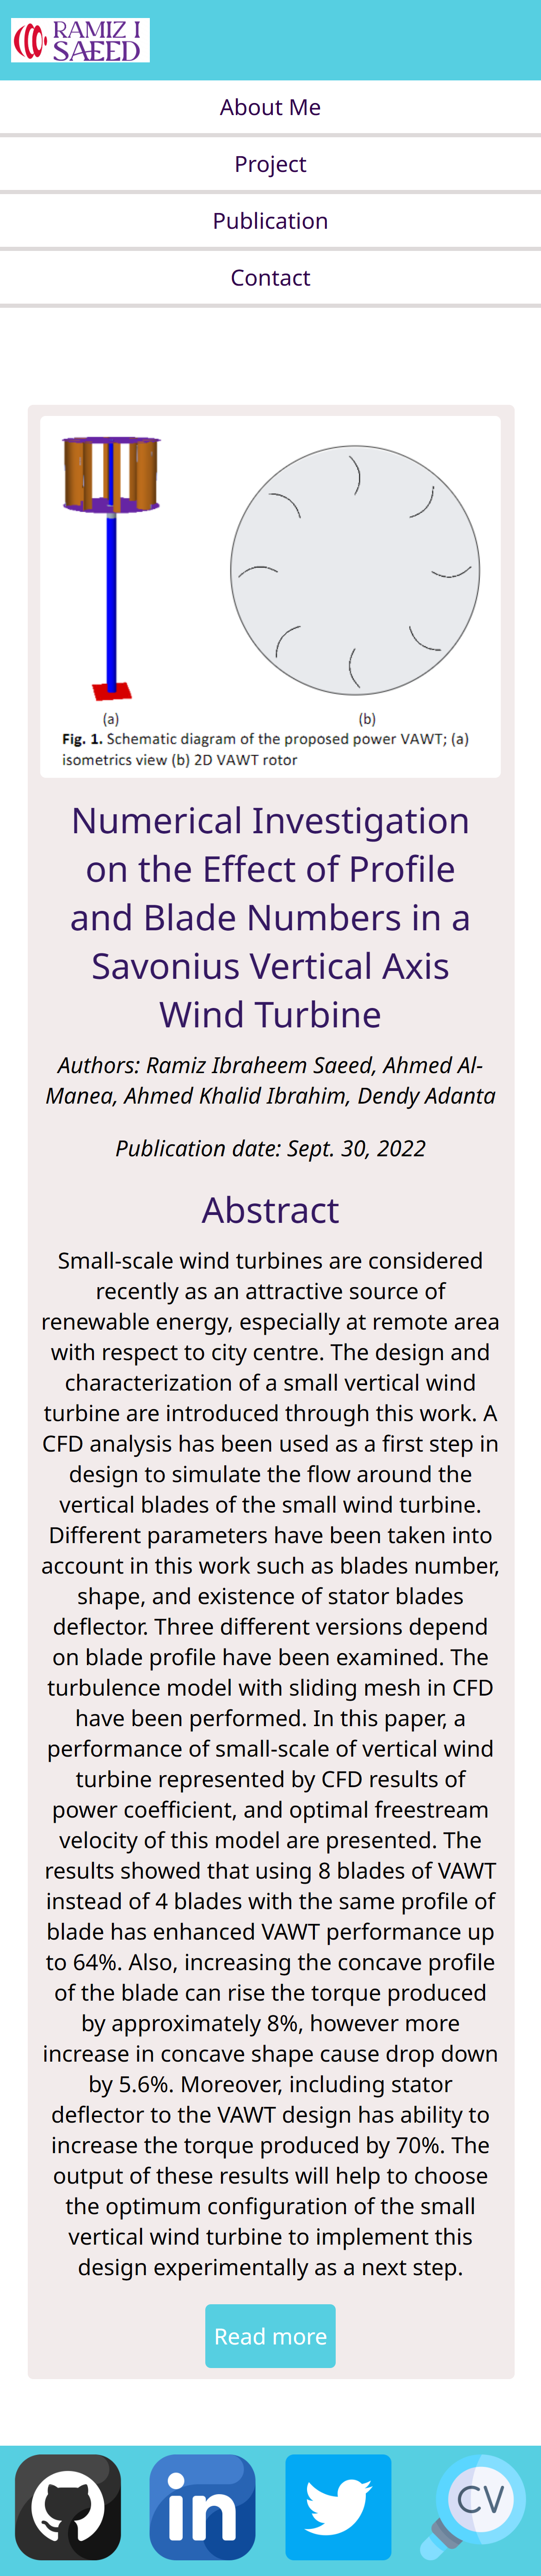 RAMIZ I
SAEED
About Me
Project
Publication
Contact
(a)
(b)
Fig. 1. Schematic diagram of the proposed power VAWT; (a)
isometrics view (b) 2D VAWT rotor
Numerical Investigation
on the Effect of Profile
and Blade Numbers in a
Savonius Vertical Axis
Wind Turbine
Authors: Ramiz Ibraheem Saeed, Ahmed Al-
Manea, Ahmed Khalid Ibrahim, Dendy Adanta
Publication date: Sept. 30, 2022
Abstract
Small-scale wind turbines are considered
recently as an attractive source of
renewable energy, especially at remote area
with respect to city centre. The design and
characterization of a small vertical wind
turbine are introduced through this work. A
CFD analysis has been used as a first step in
design to simulate the flow around the
vertical blades of the small wind turbine.
Different parameters have been taken into
account in this work such as blades number,
shape, and existence of stator blades
deflector. Three different versions depend
on blade profile have been examined. The
turbulence model with sliding mesh in CFD
have been performed. In this paper, a
performance of small-scale of vertical wind
turbine represented by CFD results of
power coefficient, and optimal freestream
velocity of this model are presented. The
results showed that using 8 blades of VAWT
instead of 4 blades with the same profile of
blade has enhanced VAWT performance up
to 64%. Also, increasing the concave profile
of the blade can rise the torque produced
by approximately 8%, however more
increase in concave shape cause drop down
by 5.6%. Moreover, including stator
deflector to the VAWT design has ability to
increase the torque produced by 70%. The
output of these results will help to choose
the optimum configuration of the small
vertical wind turbine to implement this
design experimentally as a next step.
Read more
in
CV